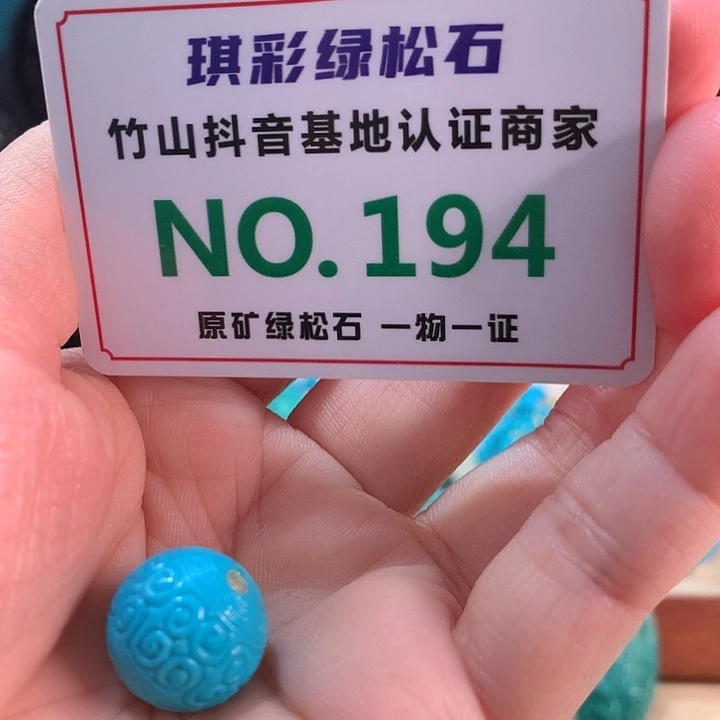 琪彩绿松石
竹山抖音基地认证商家
NO.194
原矿绿松石 一物一证